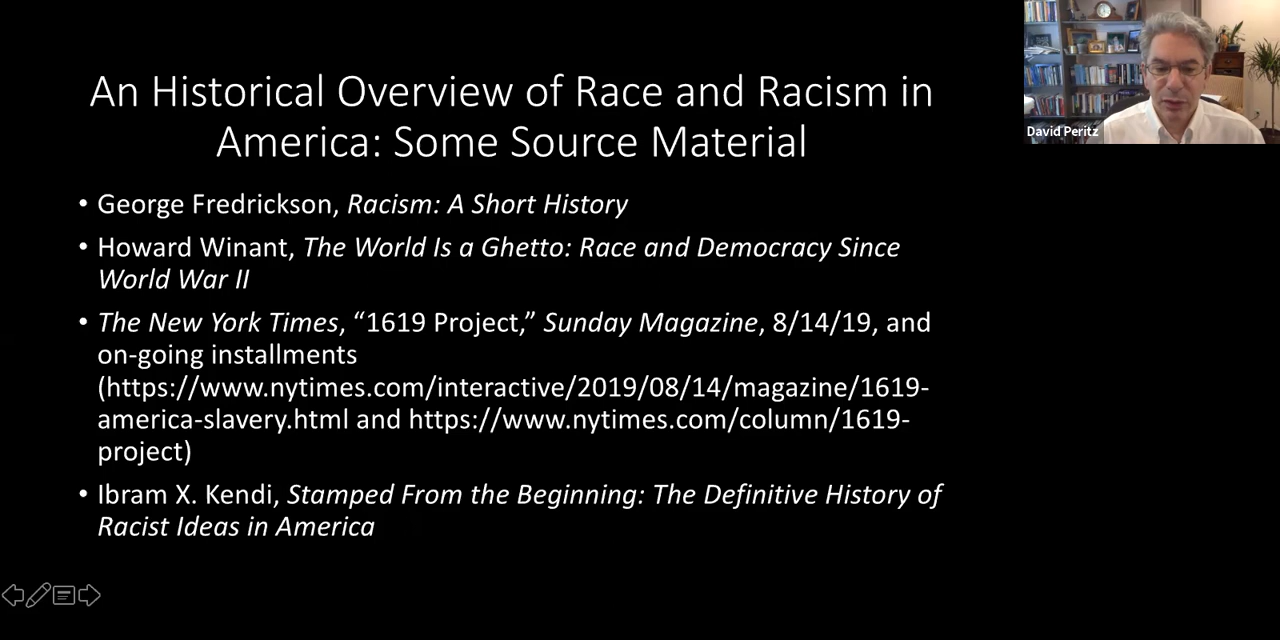 An Historical Overview of Race and Racism in
America: Some Source Material
• George Fredrickson, Racism: A Short History
• Howard Winant, The World Is a Ghetto: Race and Democracy Since
World War II
• The New York Times, “1619 Project,” Sunday Magazine, 8/14/19, and
on-going installments
(https://www.nytimes.com/interactive/2019/08/14/magazine/1619-
america-slavery.html and https://www.nytimes.com/column/1619-
project)
• Ibram X. Kendi, Stamped From the Beginning: The Definitive History of
Racist Ideas in America
David Peritz